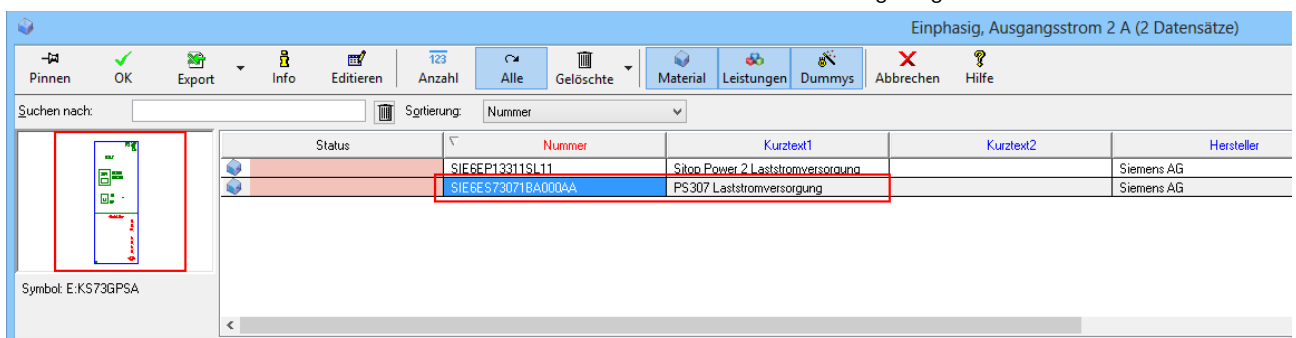 Einphasig, Ausgangsstrom 2 A (2 Datensätze)
Pinnen OK Export Info Editieren Anzahl Alle Gelöschte Material Leistungen Dummys Abbrechen Hilfe
Suchen nach: Sortierung: Nummer
Status Nummer Kurztext1 Kurztext2 Hersteller
SIE6EP13311SL11 Sitop Power 2 Laststromversorgung Siemens AG
SIE6ES73071BA000AA PS307 Laststromversorgung Siemens AG
Symbol: E:KS73GPSA